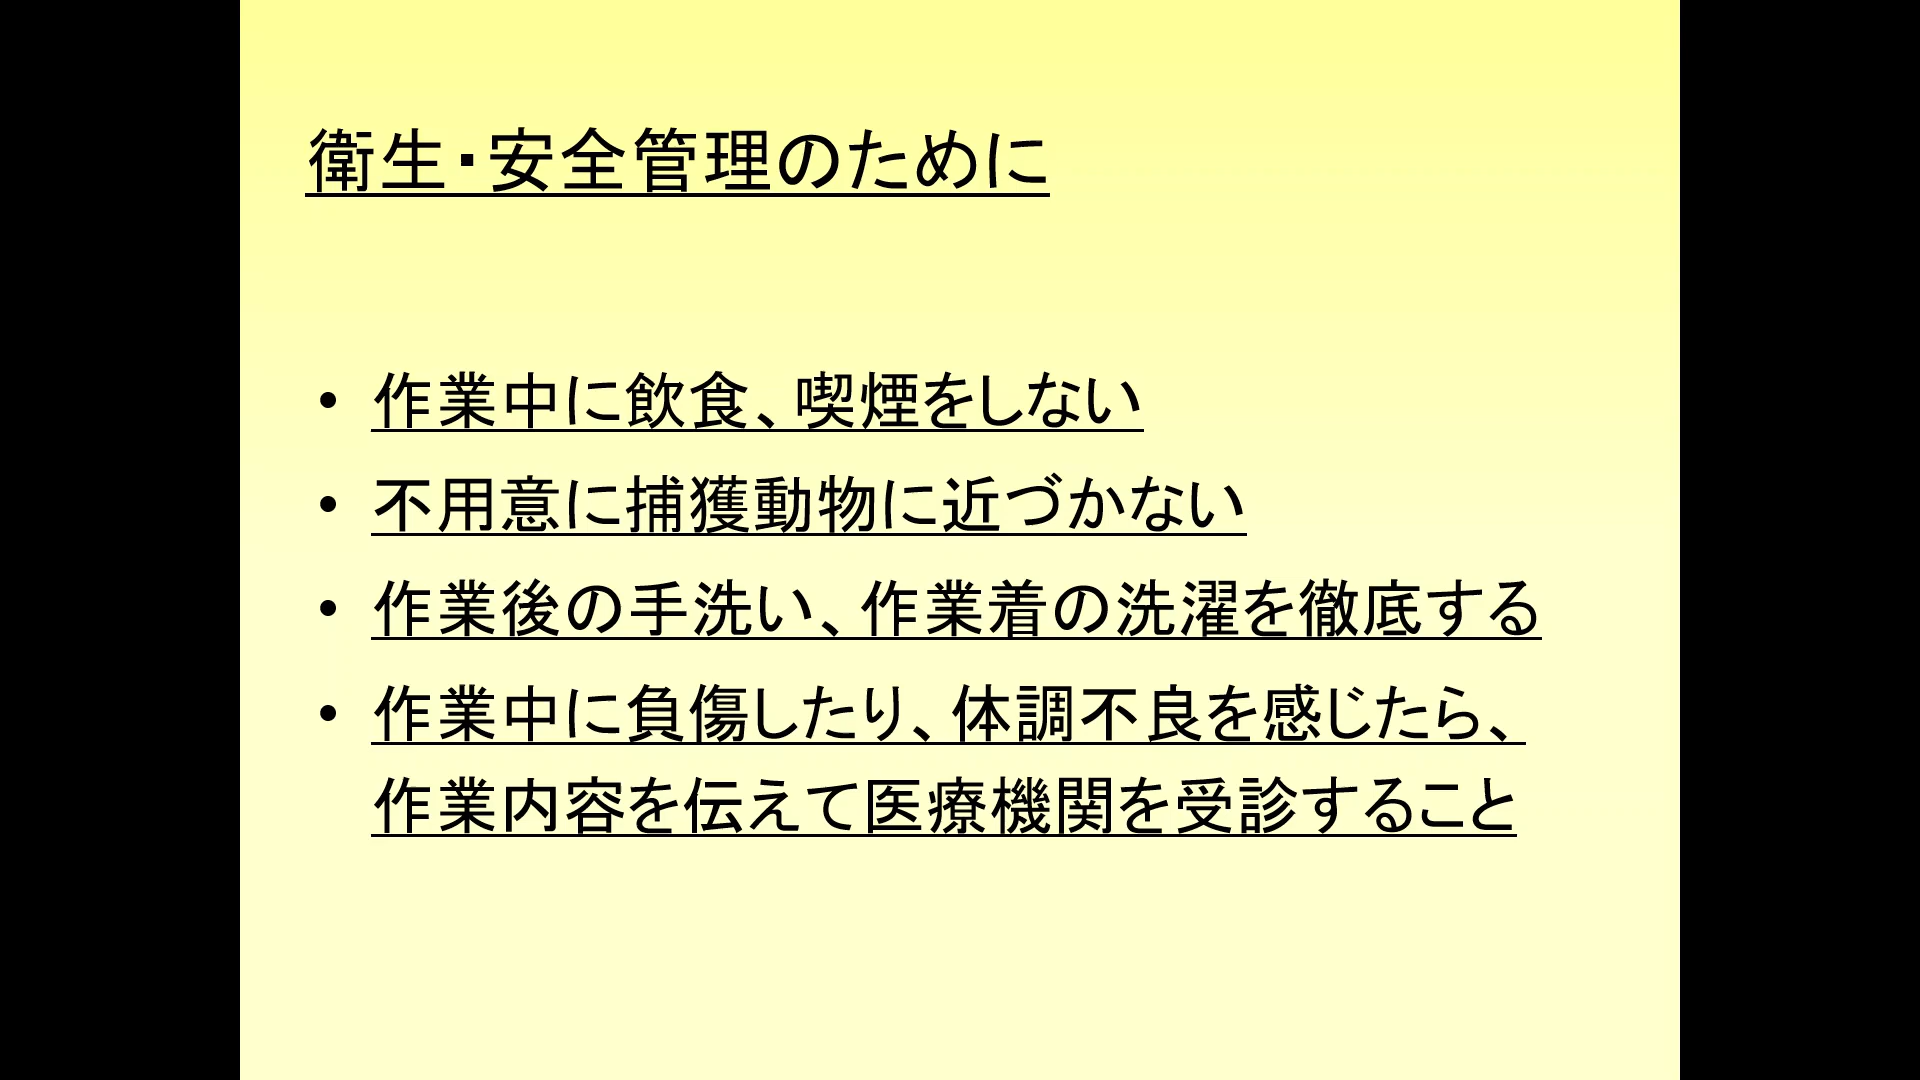 衛生・安全管理のために
• 作業中に飲食、喫煙をしない
• 不用意に捕獲動物に近づかない
• 作業後の手洗い、作業着の洗濯を徹底する
• 作業中に負傷したり、体調不良を感じたら、
作業内容を伝えて医療機関を受診すること